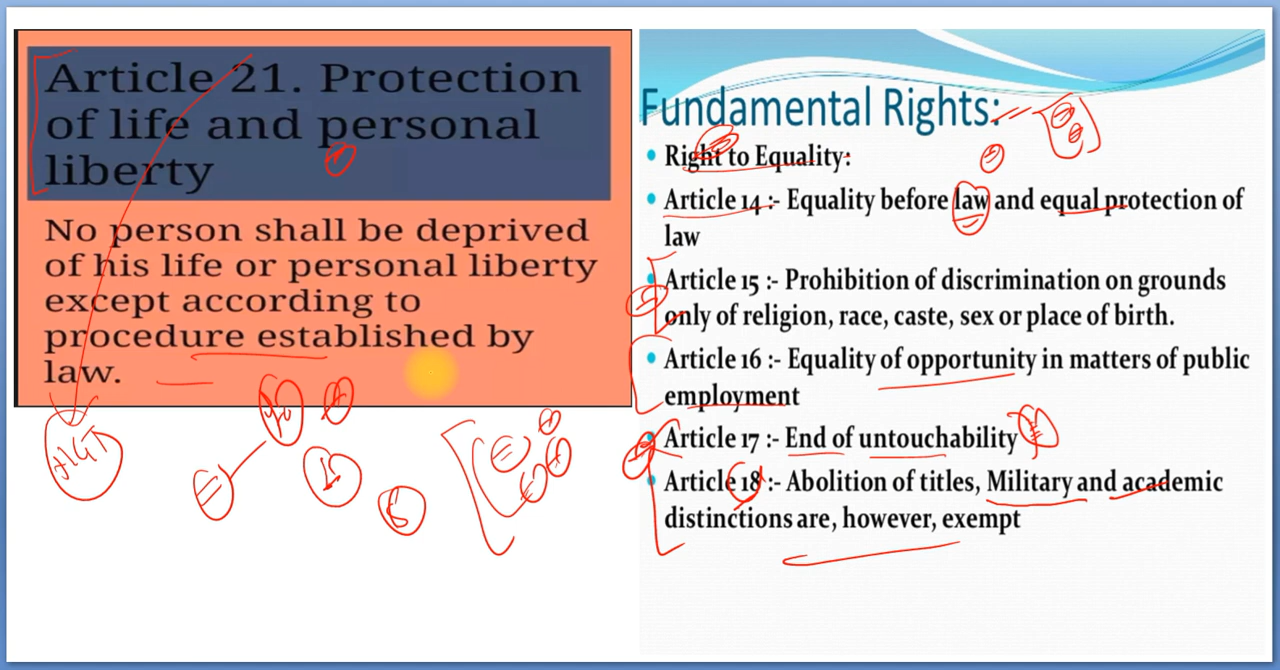 Article 21. Protection
of life and personal
liberty
No person shall be deprived
of his life or personal liberty
except according to
procedure established by
law.
Fundamental Rights:
Right to Equality:
Article 14 :- Equality before law and equal protection of
law
Article 15 :- Prohibition of discrimination on grounds
only of religion, race, caste, sex or place of birth.
Article 16 :- Equality of opportunity in matters of public
employment
Article 17 :- End of untouchability
Article 18 :- Abolition of titles, Military and academic
distinctions are, however, exempt